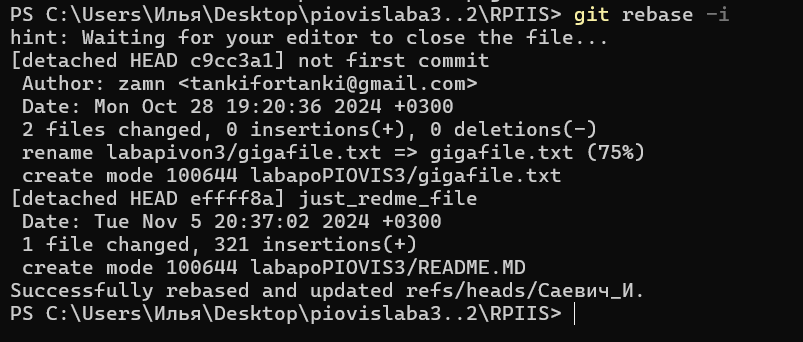 PS C:\Users\Илья\Desktop\piovislaba3..2\RPIIS> git rebase -i
hint: Waiting for your editor to close the file...
[detached HEAD c9cc3a1] not first commit
 Author: zamn <tankifortanki@gmail.com>
 Date: Mon Oct 28 19:20:36 2024 +0300
 2 files changed, 0 insertions(+), 0 deletions(-)
 rename labapivon3/gigafile.txt => gigafile.txt (75%)
 create mode 100644 labapoPIOVIS3/gigafile.txt
[detached HEAD effff8a] just_redme_file
 Date: Tue Nov 5 20:37:02 2024 +0300
 1 file changed, 321 insertions(+)
 create mode 100644 labapoPIOVIS3/README.MD
Successfully rebased and updated refs/heads/Саевич_И.
PS C:\Users\Илья\Desktop\piovislaba3..2\RPIIS>